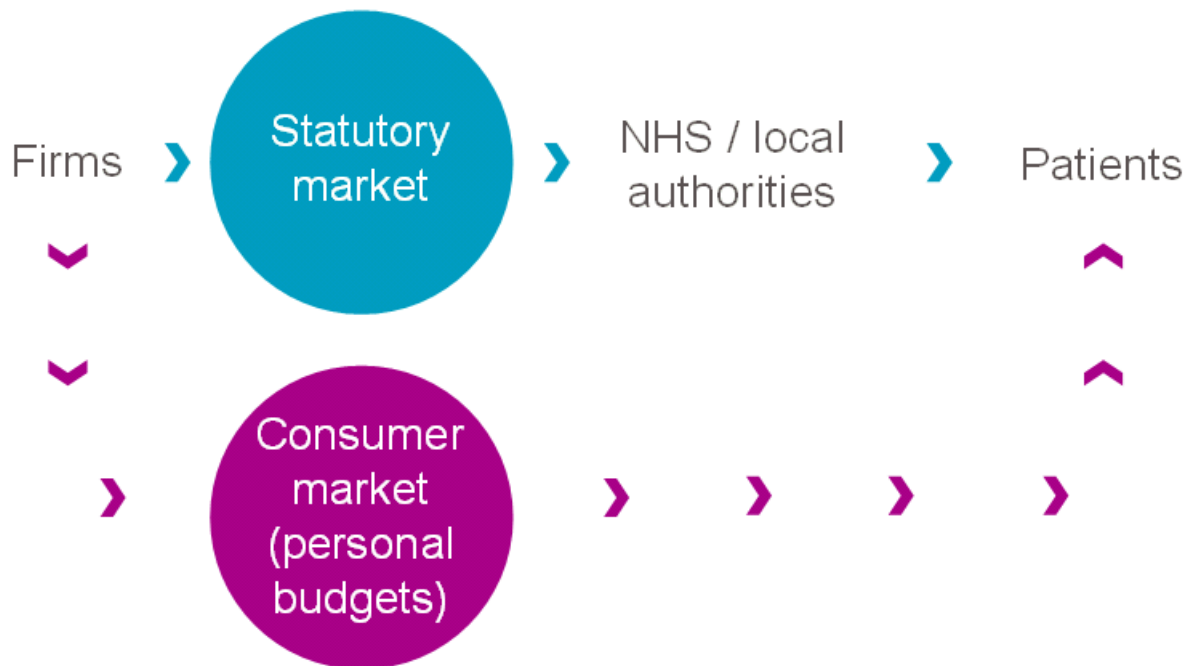 Firms
Statutory
market
NHS / local
authorities
Patients
Consumer
market
(personal
budgets)